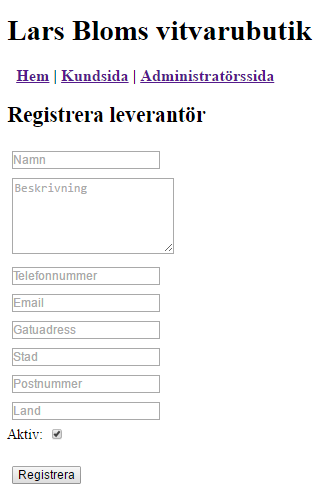 Lars Bloms vitvarubutik
Hem | Kundsida | Administratörssida
Registrera leverantör
Namn
Beskrivning
Telefonnummer
Email
Gatuadress
Stad
Postnummer
Land
Aktiv:
Registrera